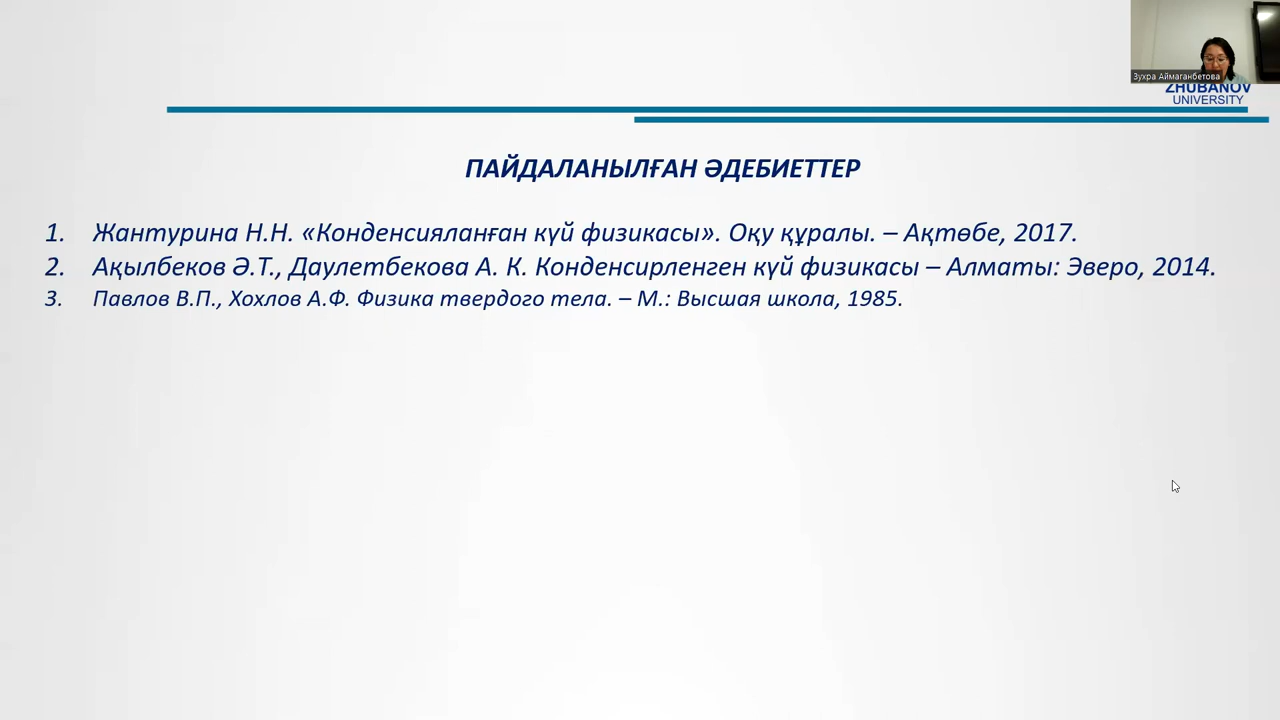 Зухра Аймаганбетова
ZHUBANOV
UNIVERSITY
ПАЙДАЛАНЫЛҒАН ӘДЕБИЕТТЕР
1. Жантурина Н.Н. «Конденсияланған күй физикасы». Оқу құралы. – Ақтөбе, 2017.
2. Ақылбеков Ә.Т., Даулетбекова А. К. Конденсирленген күй физикасы – Алматы: Эверо, 2014.
3. Павлов В.П., Хохлов А.Ф. Физика твердого тела. – М.: Высшая школа, 1985.